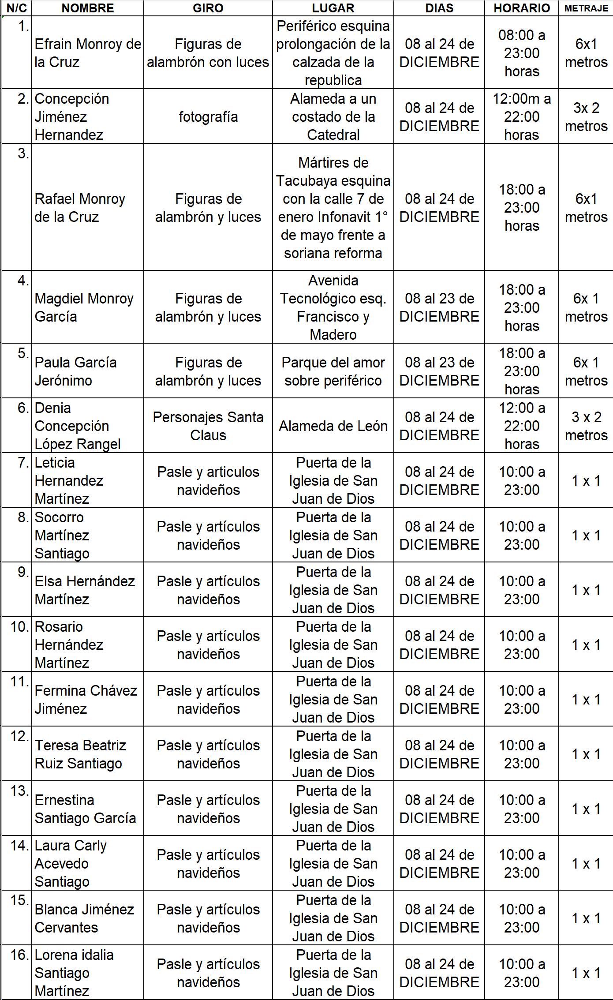 N/C NOMBRE GIRO LUGAR DIAS HORARIO METRAJE
1.
Efrain Monroy de
la Cruz
Figuras de
alambrón con luces
Periférico esquina
prolongación de la
calzada de la
republica
08 al 24 de
DICIEMBRE
08:00 a
23:00
horas
6x1
metros
2.
Concepción
Jiménez
Hernandez
fotografía
Alameda a un
costado de la
Catedral
08 al 24 de
DICIEMBRE
12:00m a
22:00
horas
3x 2
metros
3.
Rafael Monroy
de la Cruz
Figuras de
alambrón y luces
Mártires de
Tacubaya esquina
con la calle 7 de
enero Infonavit 1°
de mayo frente a
soriana reforma
08 al 24 de
DICIEMBRE
18:00 a
23:00
horas
6x1
metros
4.
Magdiel Monroy
García
Figuras de
alambrón y luces
Avenida
Tecnológico esq.
Francisco y
Madero
08 al 23 de
DICIEMBRE
18:00 a
23:00
horas
6x 1
metros
5.
Paula García
Jerónimo
Figuras de
alambrón y luces
Parque del amor
sobre periférico
08 al 23 de
DICIEMBRE
18:00 a
23:00
horas
6x 1
metros
6.
Denia
Concepción
López Rangel
Personajes Santa
Claus
Alameda de León
08 al 24 de
DICIEMBRE
12:00 a
22:00
horas
3 x 2
metros
7.
Leticia
Hernandez
Martínez
Pasle y articulos
navideños
Puerta de la
Iglesia de San
Juan de Dios
08 al 24 de
DICIEMBRE
10:00 a
23:00
1 x 1
8.
Socorro
Martínez
Santiago
Pasle y artículos
navideños
Puerta de la
Iglesia de San
Juan de Dios
08 al 24 de
DICIEMBRE
10:00 a
23:00
1 x 1
9.
Elsa Hernández
Martínez
Pasle y artículos
navideños
Puerta de la
Iglesia de San
Juan de Dios
08 al 24 de
DICIEMBRE
10:00 a
23:00
1 x 1
10.
Rosario
Hernández
Martínez
Pasle y artículos
navideños
Puerta de la
Iglesia de San
Juan de Dios
08 al 24 de
DICIEMBRE
10:00 a
23:00
1 x 1
11.
Fermina Chávez
Jiménez
Pasle y artículos
navideños
Puerta de la
Iglesia de San
Juan de Dios
08 al 24 de
DICIEMBRE
10:00 a
23:00
1 x 1
12.
Teresa Beatriz
Ruiz Santiago
Pasle y artículos
navideños
Puerta de la
Iglesia de San
Juan de Dios
08 al 24 de
DICIEMBRE
10:00 a
23:00
1 x 1
13.
Ernestina
Santiago García
Pasle y artículos
navideños
Puerta de la
Iglesia de San
Juan de Dios
08 al 24 de
DICIEMBRE
10:00 a
23:00
1 x 1
14.
Laura Carly
Acevedo
Santiago
Pasle y artículos
navideños
Puerta de la
Iglesia de San
Juan de Dios
08 al 24 de
DICIEMBRE
10:00 a
23:00
1 x 1
15.
Blanca Jiménez
Cervantes
Pasle y artículos
navideños
Puerta de la
Iglesia de San
Juan de Dios
08 al 24 de
DICIEMBRE
10:00 a
23:00
1 x 1
16.
Lorena idalia
Santiago
Martínez
Pasle y artículos
navideños
Puerta de la
Iglesia de San
Juan de Dios
08 al 24 de
DICIEMBRE
10:00 a
23:00
1 x 1